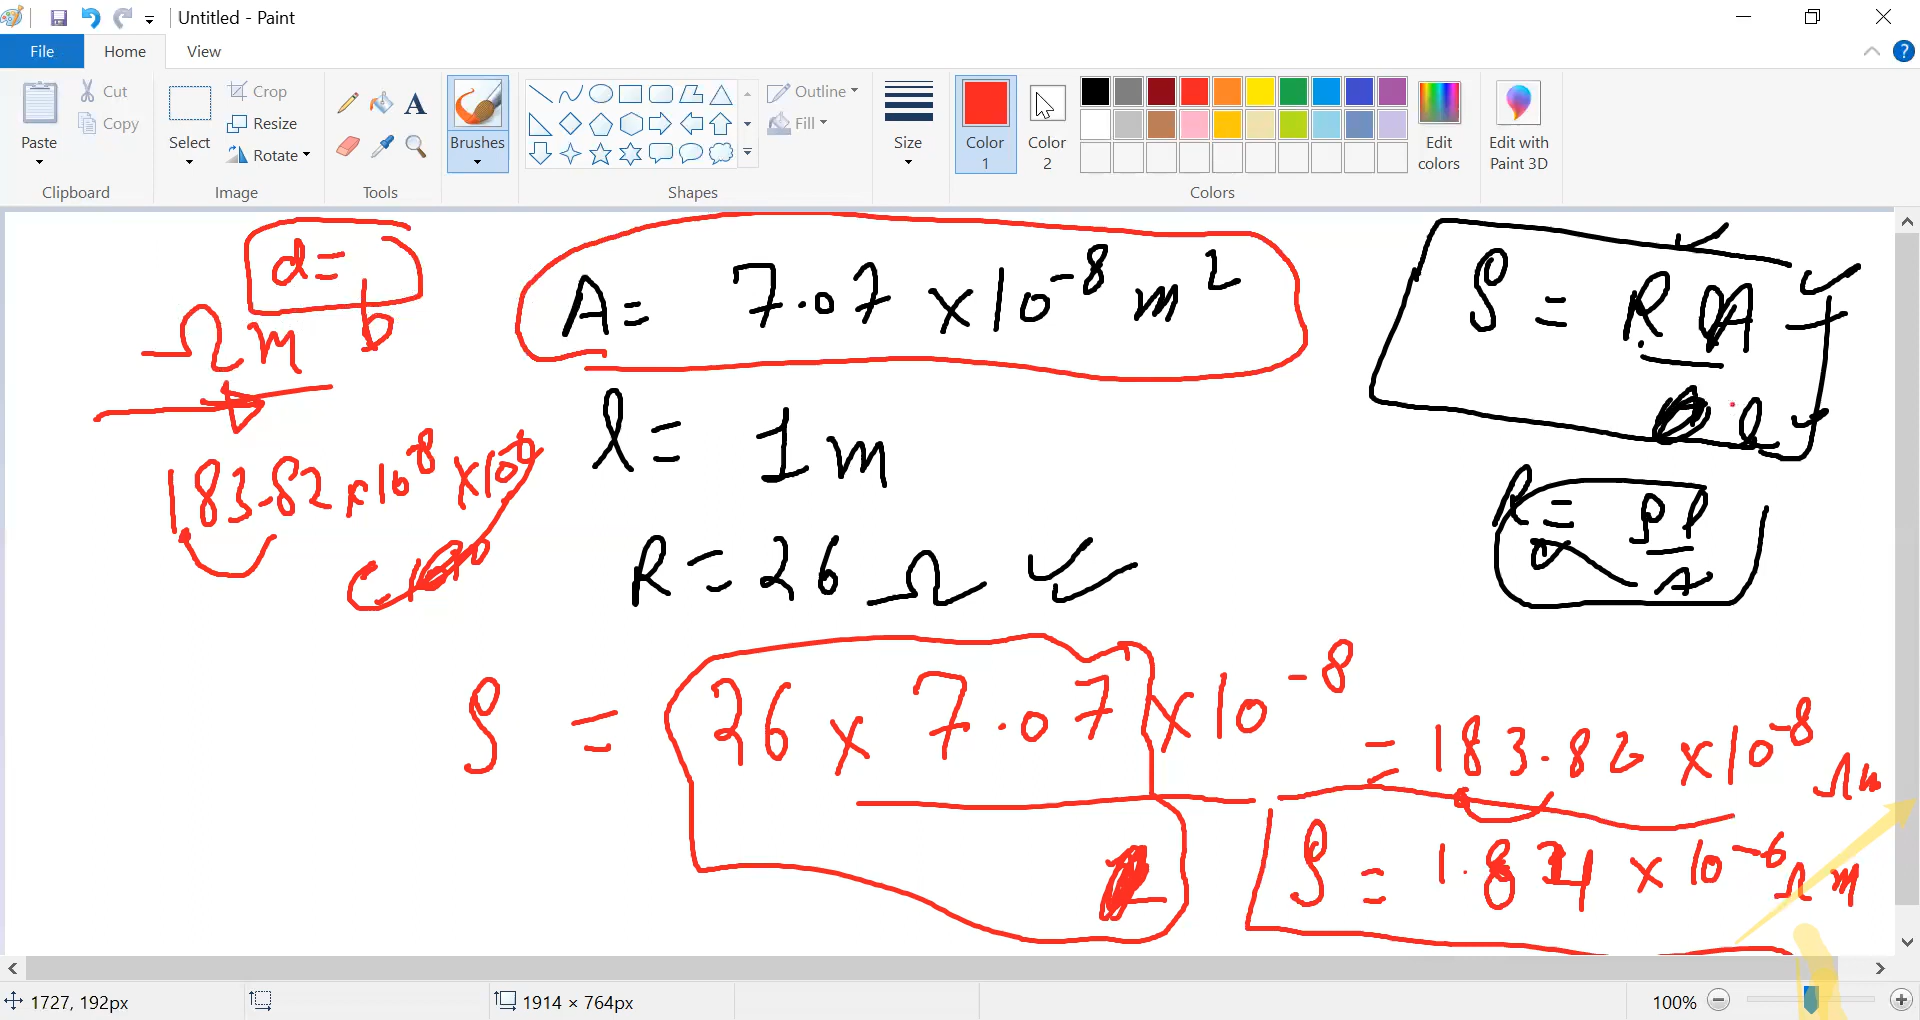 Untitled - Paint
File Home View
Paste
Cut
Copy
Clipboard
Select
Crop
Resize
Rotate
Image
Tools
Brushes
Shapes
Outline
Fill
Size
Color 1
Color 2
Colors
Edit colors
Edit with Paint 3D
d=
b
Ωm
A= 7.07 x10⁻⁸ m²
ρ = RA
l
183.82 x10⁻⁸
l = 1m
R= ρl
A
R = 26 Ω
ρ = 26 x 7.07 x10⁻⁸
= 183.82 x10⁻⁸ Ωm
ρ = 1.84 x 10⁻⁶ Ωm
1727, 192px
1914 × 764px
100%